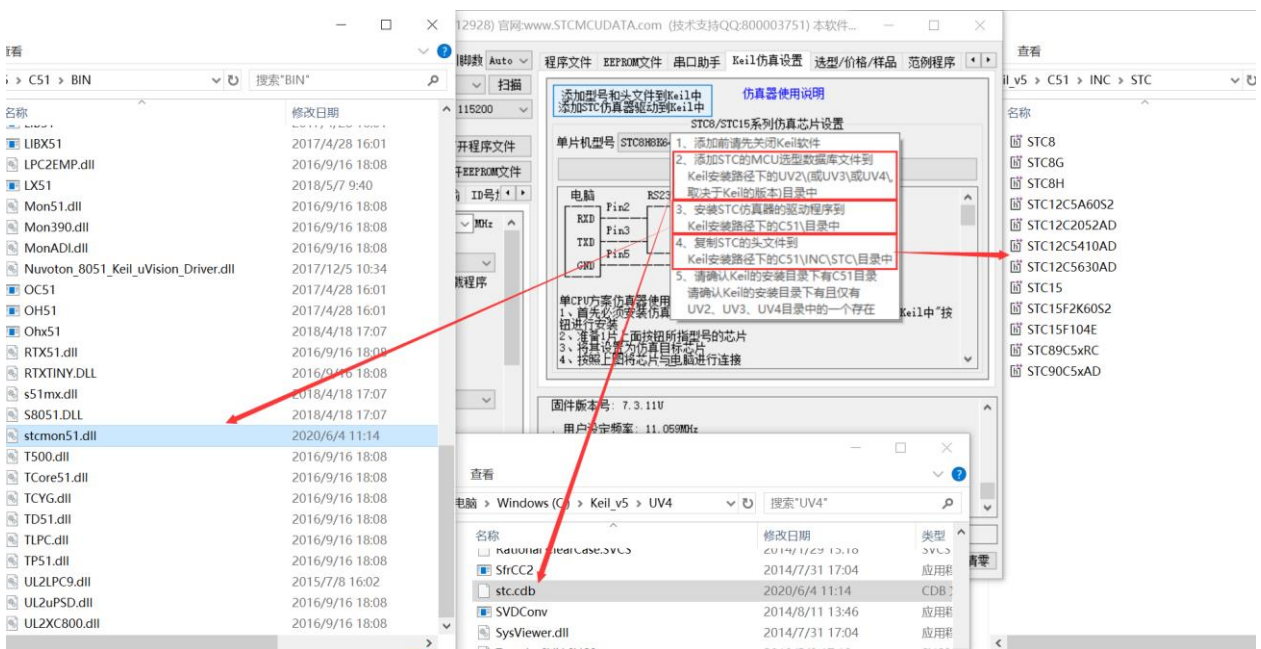 12928) 官网:www.STCMCUDATA.com (技术支持QQ:800003751) 本软件...
查看
C51 > BIN
搜索"BIN"
名称
修改日期
LIBX51 2017/4/28 16:01
LPC2EMP.dll 2016/9/16 18:08
LX51 2018/5/7 9:40
Mon51.dll 2016/9/16 18:08
Mon390.dll 2016/9/16 18:08
MonADI.dll 2016/9/16 18:08
Nuvoton_8051_Keil_uVision_Driver.dll 2017/12/5 10:34
OC51 2017/4/28 16:01
OH51 2017/4/28 16:01
Ohx51 2018/4/18 17:07
RTX51.dll 2016/9/16 18:08
RTXTINY.DLL 2016/9/16 18:08
s51mx.dll 2018/4/18 17:07
S8051.DLL 2018/4/18 17:07
stcmon51.dll 2020/6/4 11:14
T500.dll 2016/9/16 18:08
TCore51.dll 2016/9/16 18:08
TCYG.dll 2016/9/16 18:08
TD51.dll 2016/9/16 18:08
TLPC.dll 2016/9/16 18:08
TP51.dll 2016/9/16 18:08
UL2LPC9.dll 2015/7/8 16:02
UL2uPSD.dll 2016/9/16 18:08
UL2XC800.dll 2016/9/16 18:08
脚数 Auto
扫描
115200
开程序文件
EEPROM文件
ID号
MHz
程序
程序文件 EEPROM文件 串口助手 Keil仿真设置 选型/价格/样品 范例程序
添加型号和头文件到Keil中
添加STC仿真器驱动到Keil中
仿真器使用说明
STC8/STC15系列仿真芯片设置
单片机型号 STC8H8K64
1、添加前请先关闭Keil软件
2、添加STC的MCU选型数据库文件到
Keil安装路径下的UV2\(或UV3\或UV4\,
取决于Keil的版本)目录中
3、安装STC仿真器的驱动程序到
Keil安装路径下的C51\目录中
4、复制STC的头文件到
Keil安装路径下的C51\INC\STC\目录中
5、请确认Keil的安装目录下有C51目录
请确认Keil的安装目录下有且仅有
UV2、UV3、UV4目录中的一个存在
电脑 RS23
Pin2
RXD
Pin3
TXD
Pin5
GND
单CPU方案仿真器使用
1、首先必须安装仿真 Keil中"按
钮进行安装
2、准备1片上面按钮所指型号的芯片
3、将其设置为仿真目标芯片
4、按照上图将芯片与电脑进行连接
固件版本号: 7.3.11U
用户设定频率: 11.059MHz
清零
查看
电脑 > Windows (C:) > Keil_v5 > UV4
搜索"UV4"
名称 修改日期 类型
RationalClearCase.SVCS 2014/1/29 15:18 SVCS
SfrCC2 2014/7/31 17:04 应用程
stc.cdb 2020/6/4 11:14 CDB
SVDConv 2014/8/11 13:46 应用程
SysViewer.dll 2014/7/31 17:04 应用程
查看
il_v5 > C51 > INC > STC
名称
STC8
STC8G
STC8H
STC12C5A60S2
STC12C2052AD
STC12C5410AD
STC12C5630AD
STC15
STC15F2K60S2
STC15F104E
STC89C5xRC
STC90C5xAD